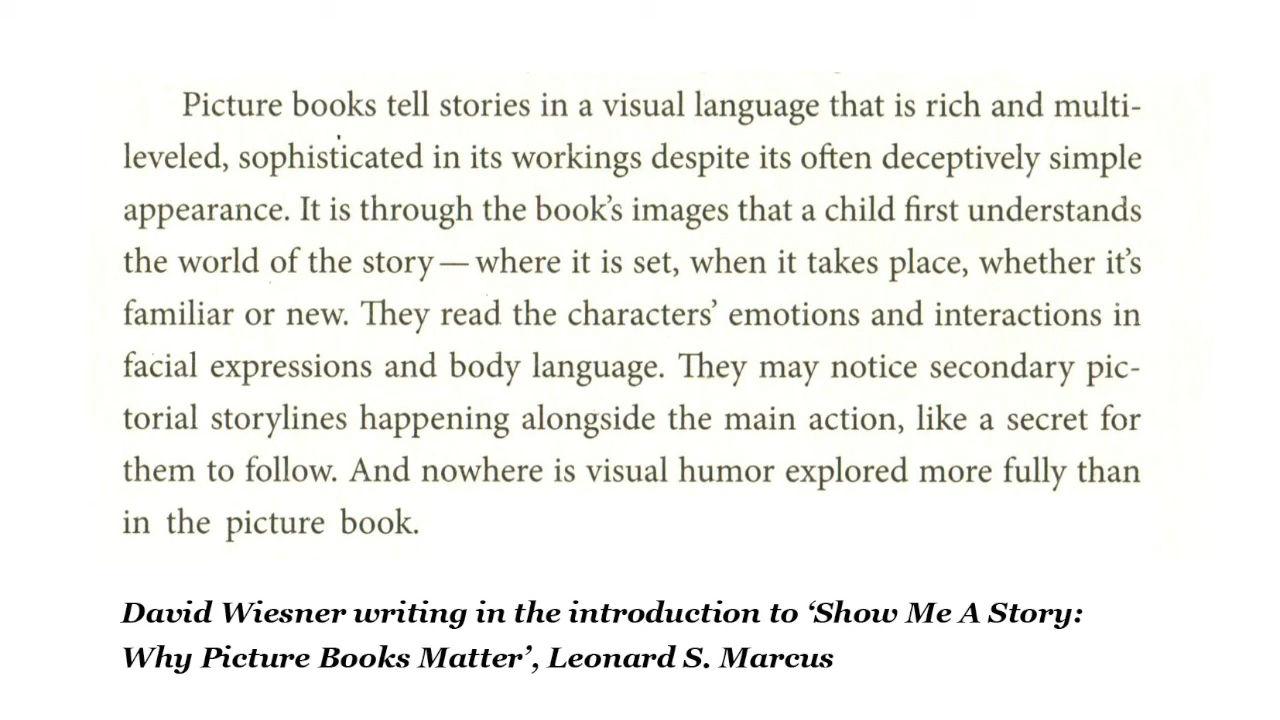 Picture books tell stories in a visual language that is rich and multi-
leveled, sophisticated in its workings despite its often deceptively simple
appearance. It is through the book’s images that a child first understands
the world of the story — where it is set, when it takes place, whether it’s
familiar or new. They read the characters’ emotions and interactions in
facial expressions and body language. They may notice secondary pic-
torial storylines happening alongside the main action, like a secret for
them to follow. And nowhere is visual humor explored more fully than
in the picture book.
David Wiesner writing in the introduction to ‘Show Me A Story:
Why Picture Books Matter’, Leonard S. Marcus